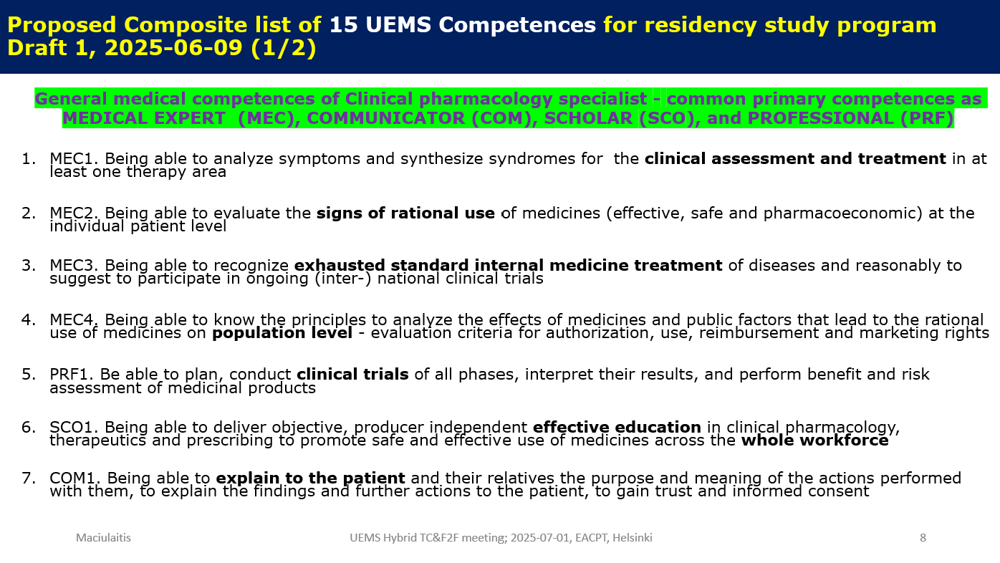 Proposed Composite list of 15 UEMS Competences for residency study program
Draft 1, 2025-06-09 (1/2)
General medical competences of Clinical pharmacology specialist - common primary competences as
MEDICAL EXPERT (MEC), COMMUNICATOR (COM), SCHOLAR (SCO), and PROFESSIONAL (PRF)
1. MEC1. Being able to analyze symptoms and synthesize syndromes for the clinical assessment and treatment in at
least one therapy area
2. MEC2. Being able to evaluate the signs of rational use of medicines (effective, safe and pharmacoeconomic) at the
individual patient level
3. MEC3. Being able to recognize exhausted standard internal medicine treatment of diseases and reasonably to
suggest to participate in ongoing (inter-) national clinical trials
4. MEC4. Being able to know the principles to analyze the effects of medicines and public factors that lead to the rational
use of medicines on population level - evaluation criteria for authorization, use, reimbursement and marketing rights
5. PRF1. Be able to plan, conduct clinical trials of all phases, interpret their results, and perform benefit and risk
assessment of medicinal products
6. SCO1. Being able to deliver objective, producer independent effective education in clinical pharmacology,
therapeutics and prescribing to promote safe and effective use of medicines across the whole workforce
7. COM1. Being able to explain to the patient and their relatives the purpose and meaning of the actions performed
with them, to explain the findings and further actions to the patient, to gain trust and informed consent
Maciulaitis UEMS Hybrid TC&F2F meeting; 2025-07-01, EACPT, Helsinki 8